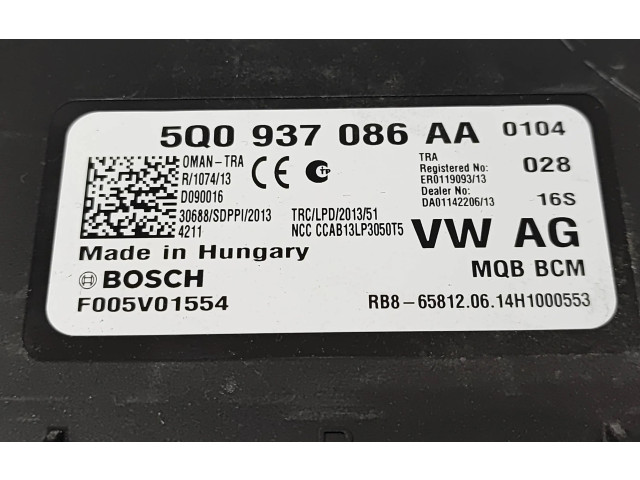 5Q0 937 086 AA 0104
OMAN-TRA
R/1074/13
D090016
30688/SDPPI/2013
4211
CE
TRC/LPD/2013/51
NCC CCAB13LP3050T5
TRA
Registered No:
ER0119093/13
Dealer No:
DA01142206/13
028
16S
Made in Hungary
VW AG
BOSCH
MQB BCM
F005V01554
RB8-65812.06.14H1000553